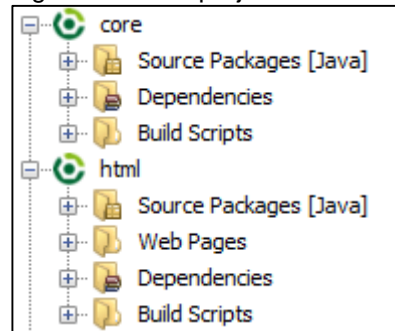 core
Source Packages [Java]
Dependencies
Build Scripts
html
Source Packages [Java]
Web Pages
Dependencies
Build Scripts